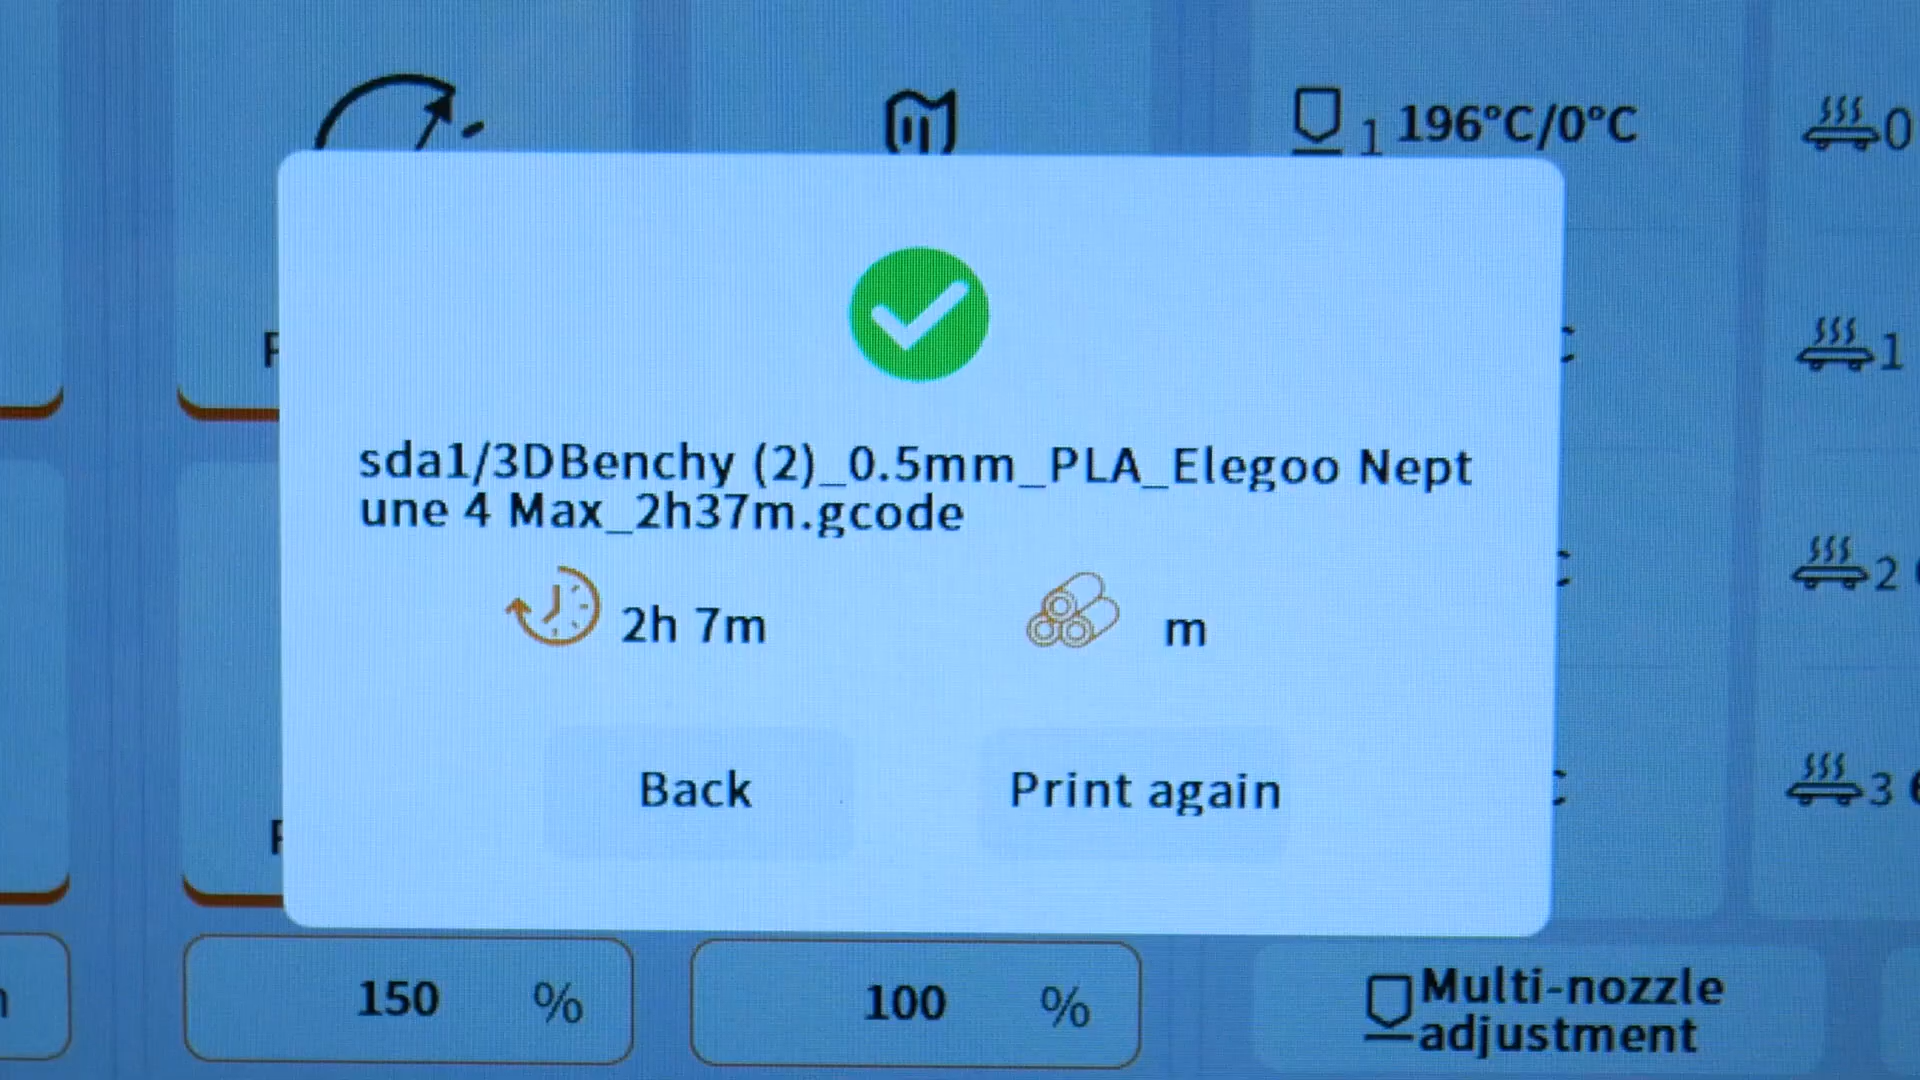 1 196°C/0°C
0
1
sda1/3DBenchy (2)_0.5mm_PLA_Elegoo Nept
une 4 Max_2h37m.gcode
2
2h 7m
m
Back
Print again
3
150 %
100 %
Multi-nozzle
adjustment